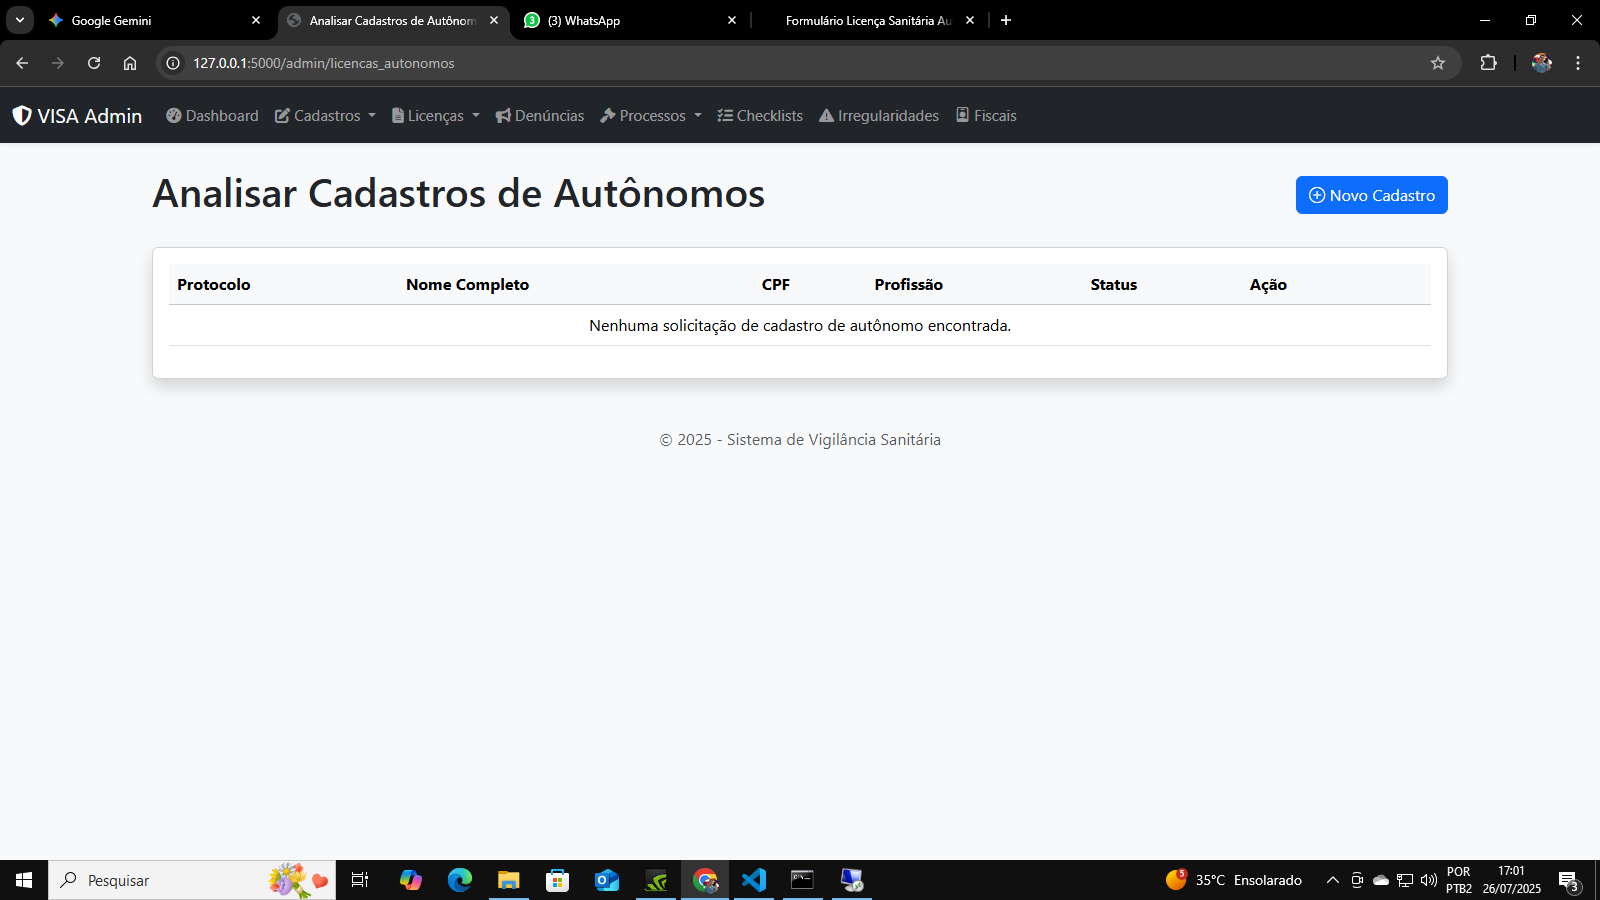 Google Gemini
Analisar Cadastros de Autônom
(3) WhatsApp
Formulário Licença Sanitária Au
127.0.0.1:5000/admin/licencas_autonomos
VISA Admin
Dashboard
Cadastros
Licenças
Denúncias
Processos
Checklists
Irregularidades
Fiscais
Analisar Cadastros de Autônomos
Novo Cadastro
Protocolo Nome Completo CPF Profissão Status Ação
Nenhuma solicitação de cadastro de autônomo encontrada.
© 2025 - Sistema de Vigilância Sanitária
Pesquisar
5
35°C Ensolarado
POR
PTB2
17:01
26/07/2025
3